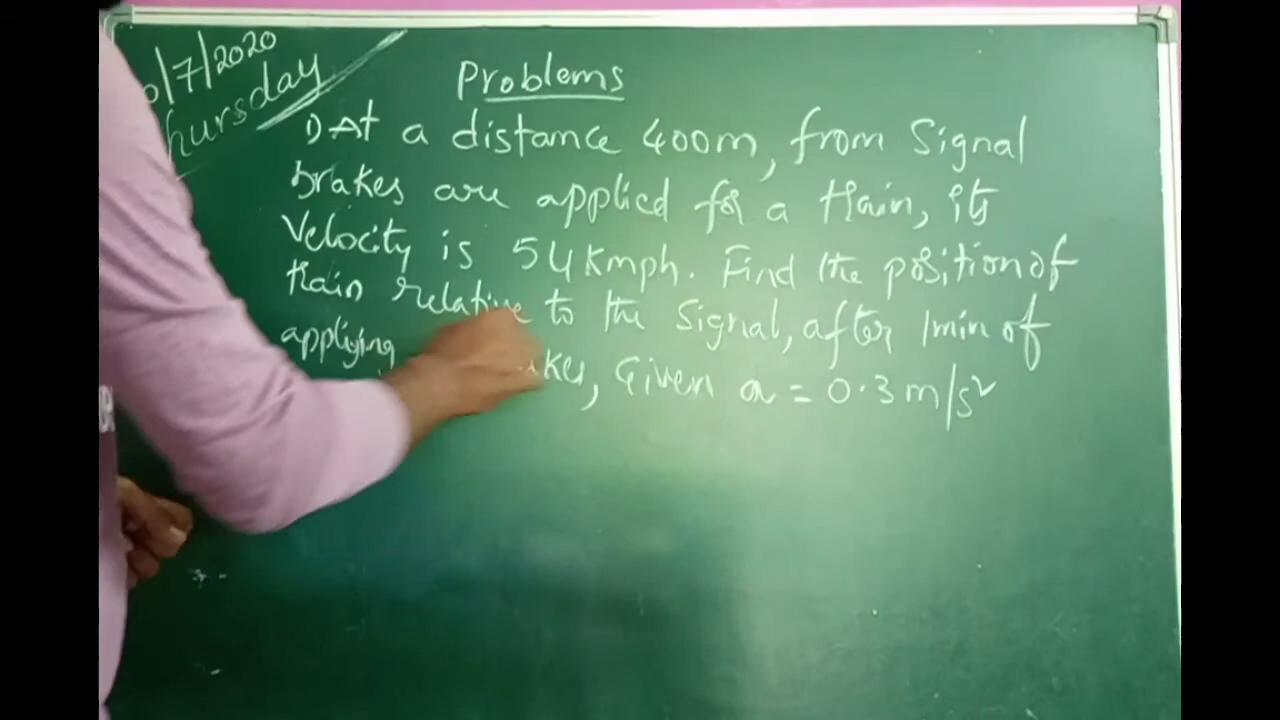 /7/2020
hursday
Problems
1) At a distance 400m, from Signal
brakes are applied for a train, its
Velocity is 54 Kmph. Find the position of
train relative to the Signal, after 1min of
applying
Given a = 0.3 m/s²